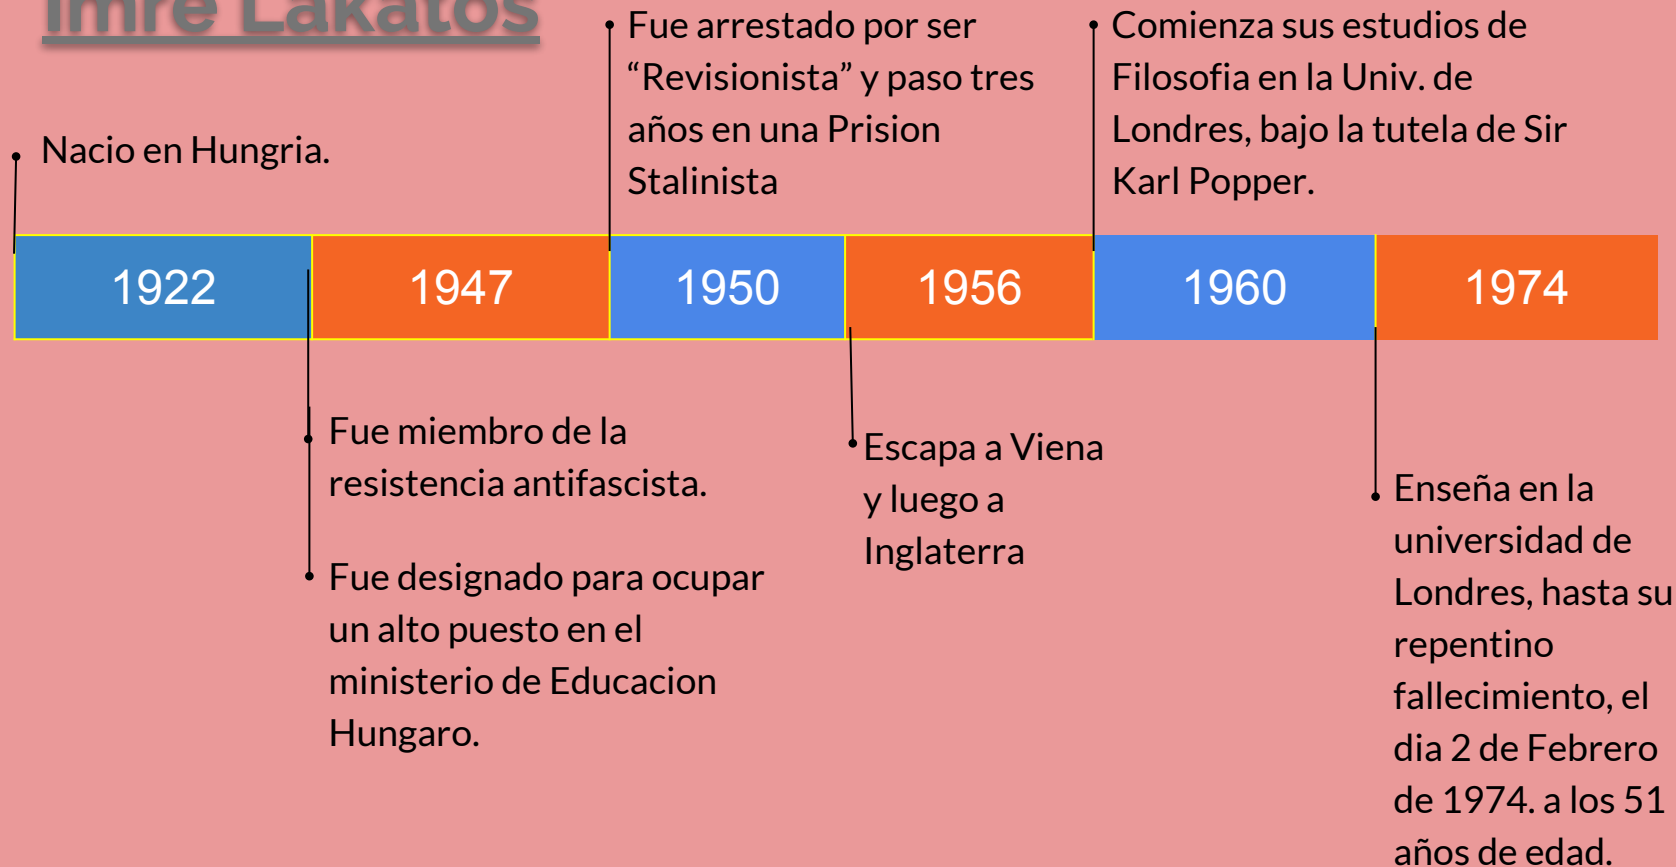 Imre Lakatos
Nacio en Hungria.
Fue arrestado por ser
“Revisionista” y paso tres
años en una Prision
Stalinista
Comienza sus estudios de
Filosofia en la Univ. de
Londres, bajo la tutela de Sir
Karl Popper.
1922
1947
1950
1956
1960
1974
Fue miembro de la
resistencia antifascista.
Fue designado para ocupar
un alto puesto en el
ministerio de Educacion
Hungaro.
Escapa a Viena
y luego a
Inglaterra
Enseña en la
universidad de
Londres, hasta su
repentino
fallecimiento, el
dia 2 de Febrero
de 1974. a los 51
años de edad.